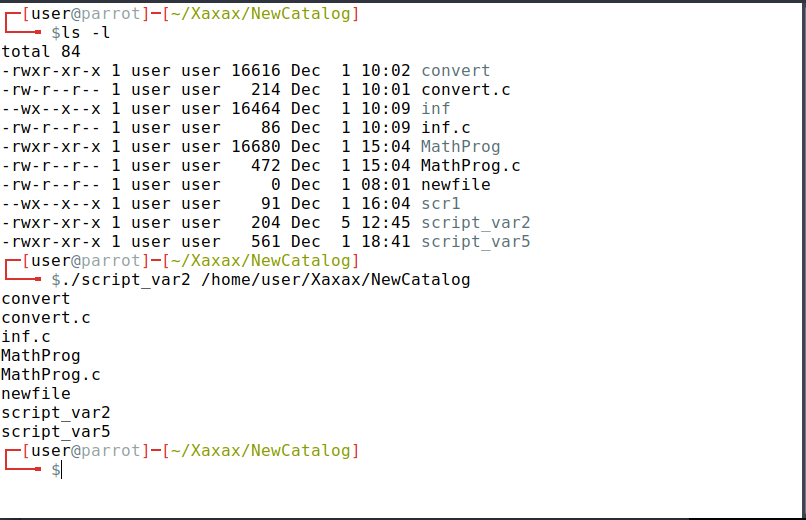 ┌─[user@parrot]─[~/Xaxax/NewCatalog]
└──╼ $ls -l
total 84
-rwxr-xr-x 1 user user 16616 Dec  1 10:02 convert
-rw-r--r-- 1 user user   214 Dec  1 10:01 convert.c
--wx--x--x 1 user user 16464 Dec  1 10:09 inf
-rw-r--r-- 1 user user    86 Dec  1 10:09 inf.c
-rwxr-xr-x 1 user user 16680 Dec  1 15:04 MathProg
-rw-r--r-- 1 user user   472 Dec  1 15:04 MathProg.c
-rw-r--r-- 1 user user     0 Dec  1 08:01 newfile
--wx--x--x 1 user user    91 Dec  1 16:04 scr1
-rwxr-xr-x 1 user user   204 Dec  5 12:45 script_var2
-rwxr-xr-x 1 user user   561 Dec  1 18:41 script_var5
┌─[user@parrot]─[~/Xaxax/NewCatalog]
└──╼ $./script_var2 /home/user/Xaxax/NewCatalog
convert
convert.c
inf.c
MathProg
MathProg.c
newfile
script_var2
script_var5
┌─[user@parrot]─[~/Xaxax/NewCatalog]
└──╼ $